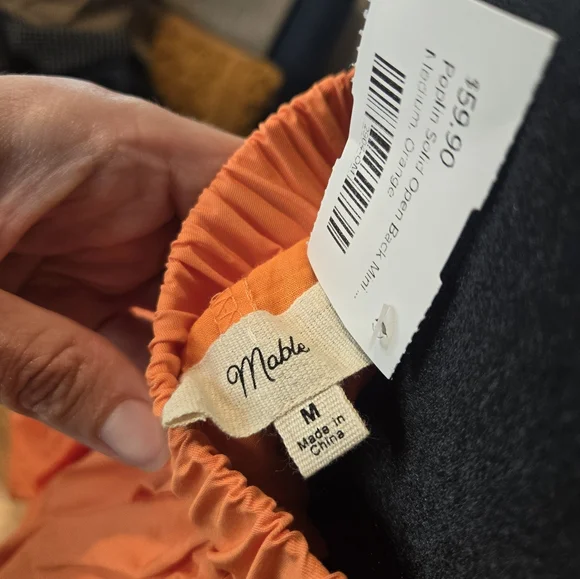 $59.90
Poplin Solid Open Back Mini...
Medium, Orange
Mable
M
Made in
China